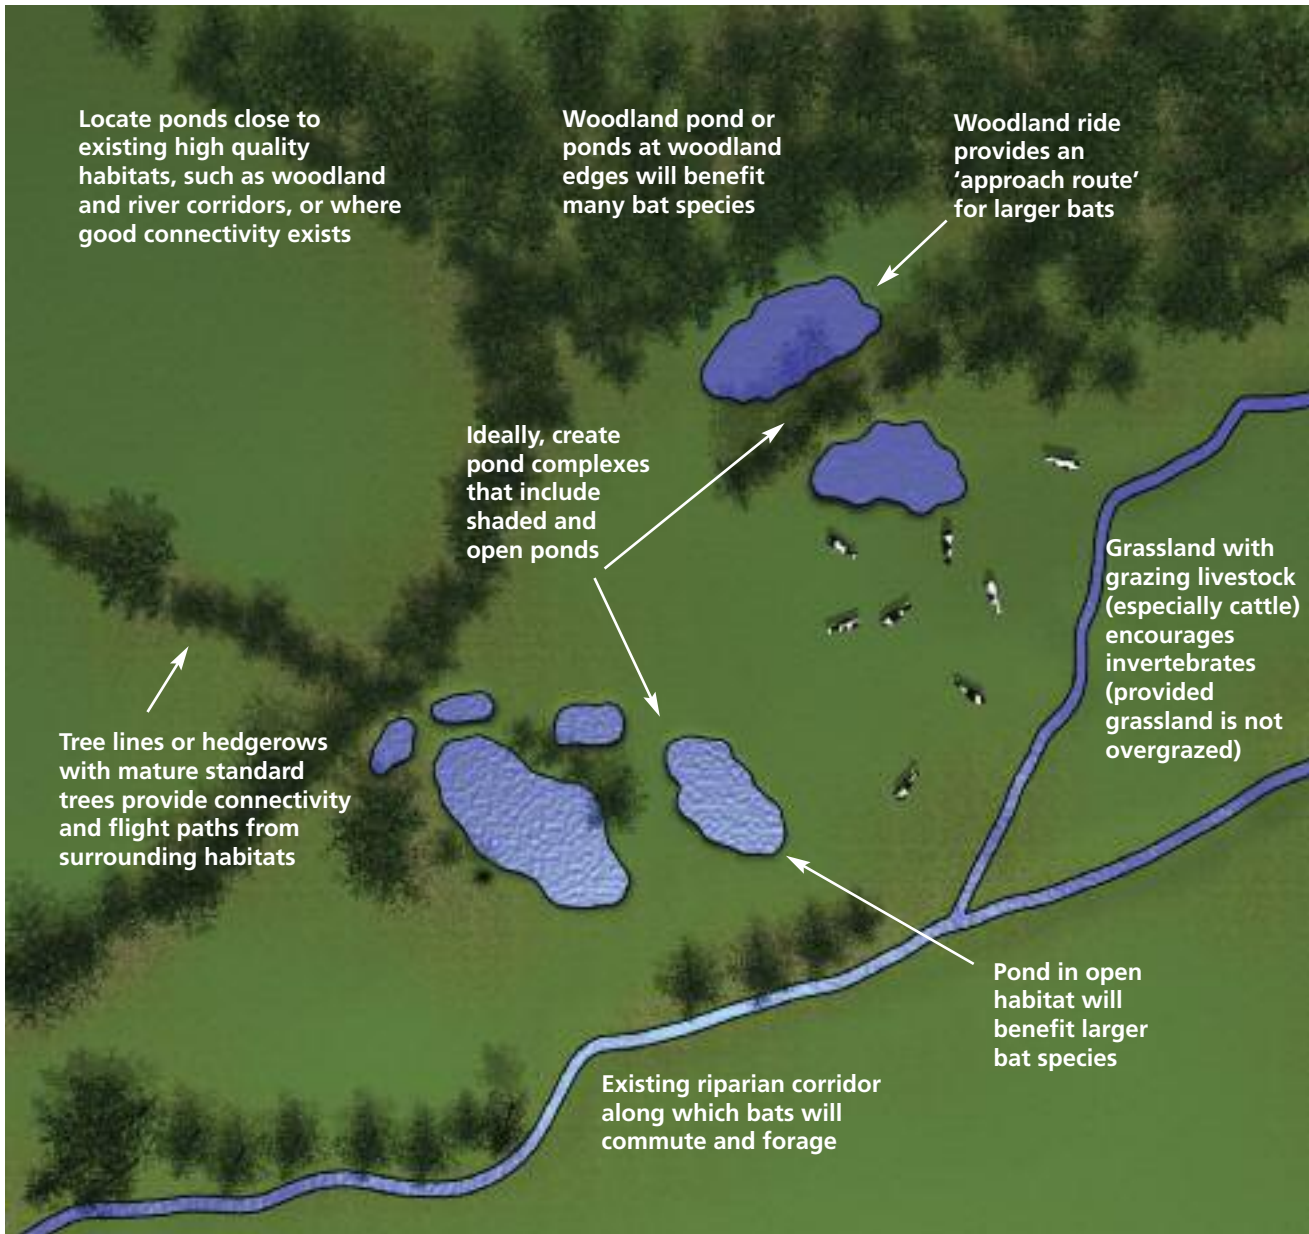 Locate ponds close to
existing high quality
habitats, such as woodland
and river corridors, or where
good connectivity exists
Woodland pond or
ponds at woodland
edges will benefit
many bat species
Woodland ride
provides an
‘approach route’
for larger bats
Ideally, create
pond complexes
that include
shaded and
open ponds
Grassland with
grazing livestock
(especially cattle)
encourages
invertebrates
(provided
grassland is not
overgrazed)
Tree lines or hedgerows
with mature standard
trees provide connectivity
and flight paths from
surrounding habitats
Pond in open
habitat will
benefit larger
bat species
Existing riparian corridor
along which bats will
commute and forage